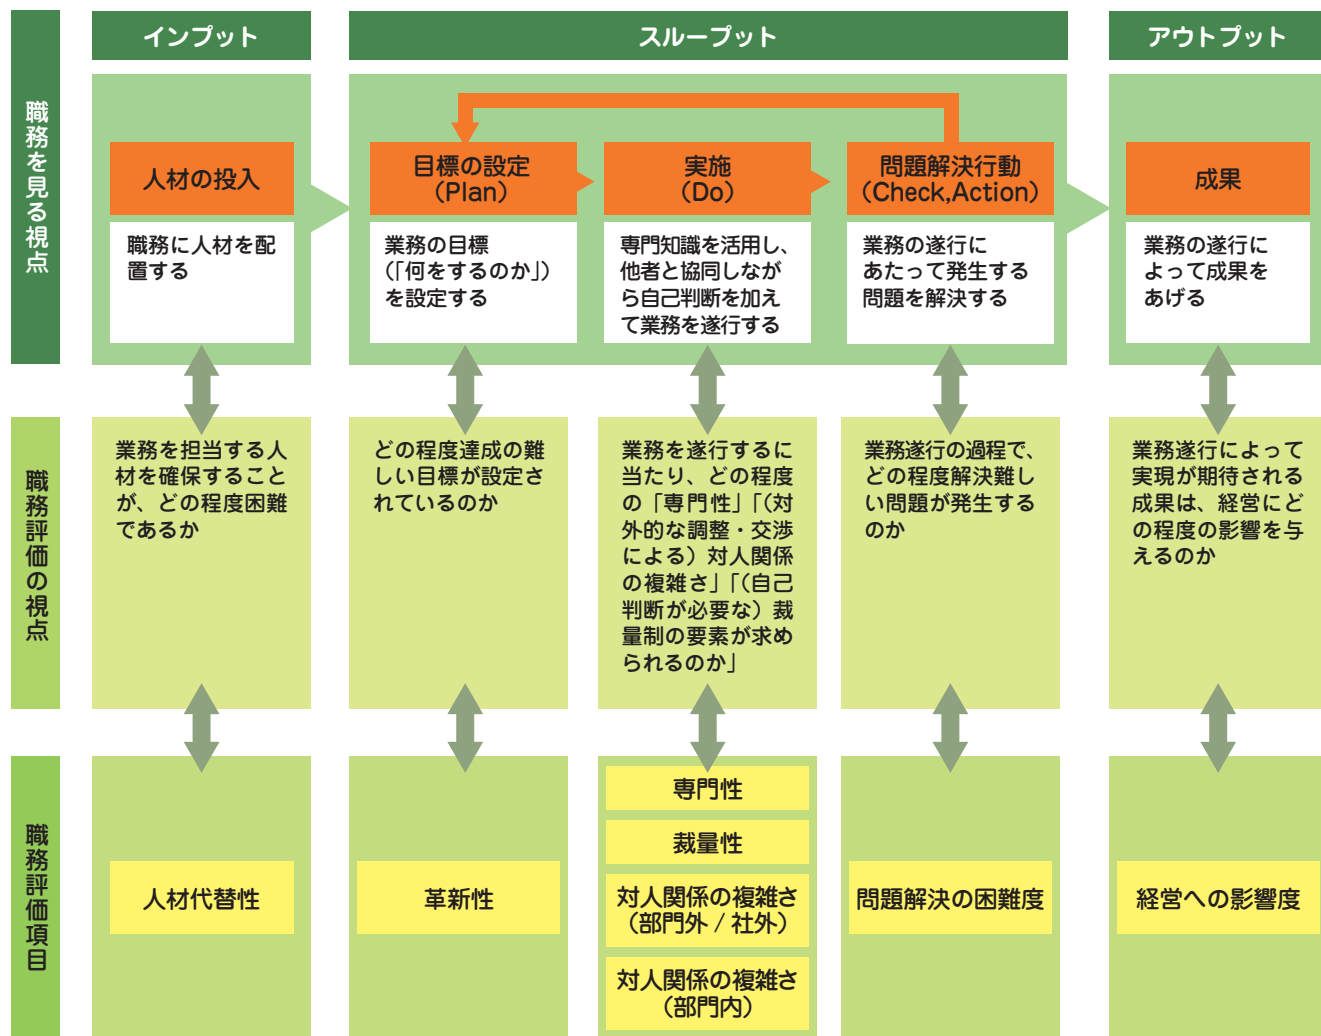 インプット
スループット
アウトプット
職務を見る視点
人材の投入
職務に人材を配
置する
目標の設定
（Plan）
業務の目標
（「何をするのか」）
を設定する
実施
（Do）
専門知識を活用し、
他者と協同しなが
ら自己判断を加え
て業務を遂行する
問題解決行動
（Check,Action）
業務の遂行に
あたって発生する
問題を解決する
成果
業務の遂行に
よって成果を
あげる
職務評価の視点
業務を担当する人
材を確保すること
が、どの程度困難
であるか
どの程度達成の難
しい目標が設定さ
れているのか
業務を遂行するに
当たり、どの程度
の「専門性」「（対
外的な調整・交渉
による）対人関係
の複雑さ」「（自己
判断が必要な）裁
量制の要素が求め
られるのか」
業務遂行の過程で、
どの程度解決難し
い問題が発生する
のか
業務遂行によって
実現が期待される
成果は、経営にど
の程度の影響を与
えるのか
職務評価項目
人材代替性
革新性
専門性
裁量性
対人関係の複雑さ
（部門外 / 社外）
対人関係の複雑さ
（部門内）
問題解決の困難度
経営への影響度